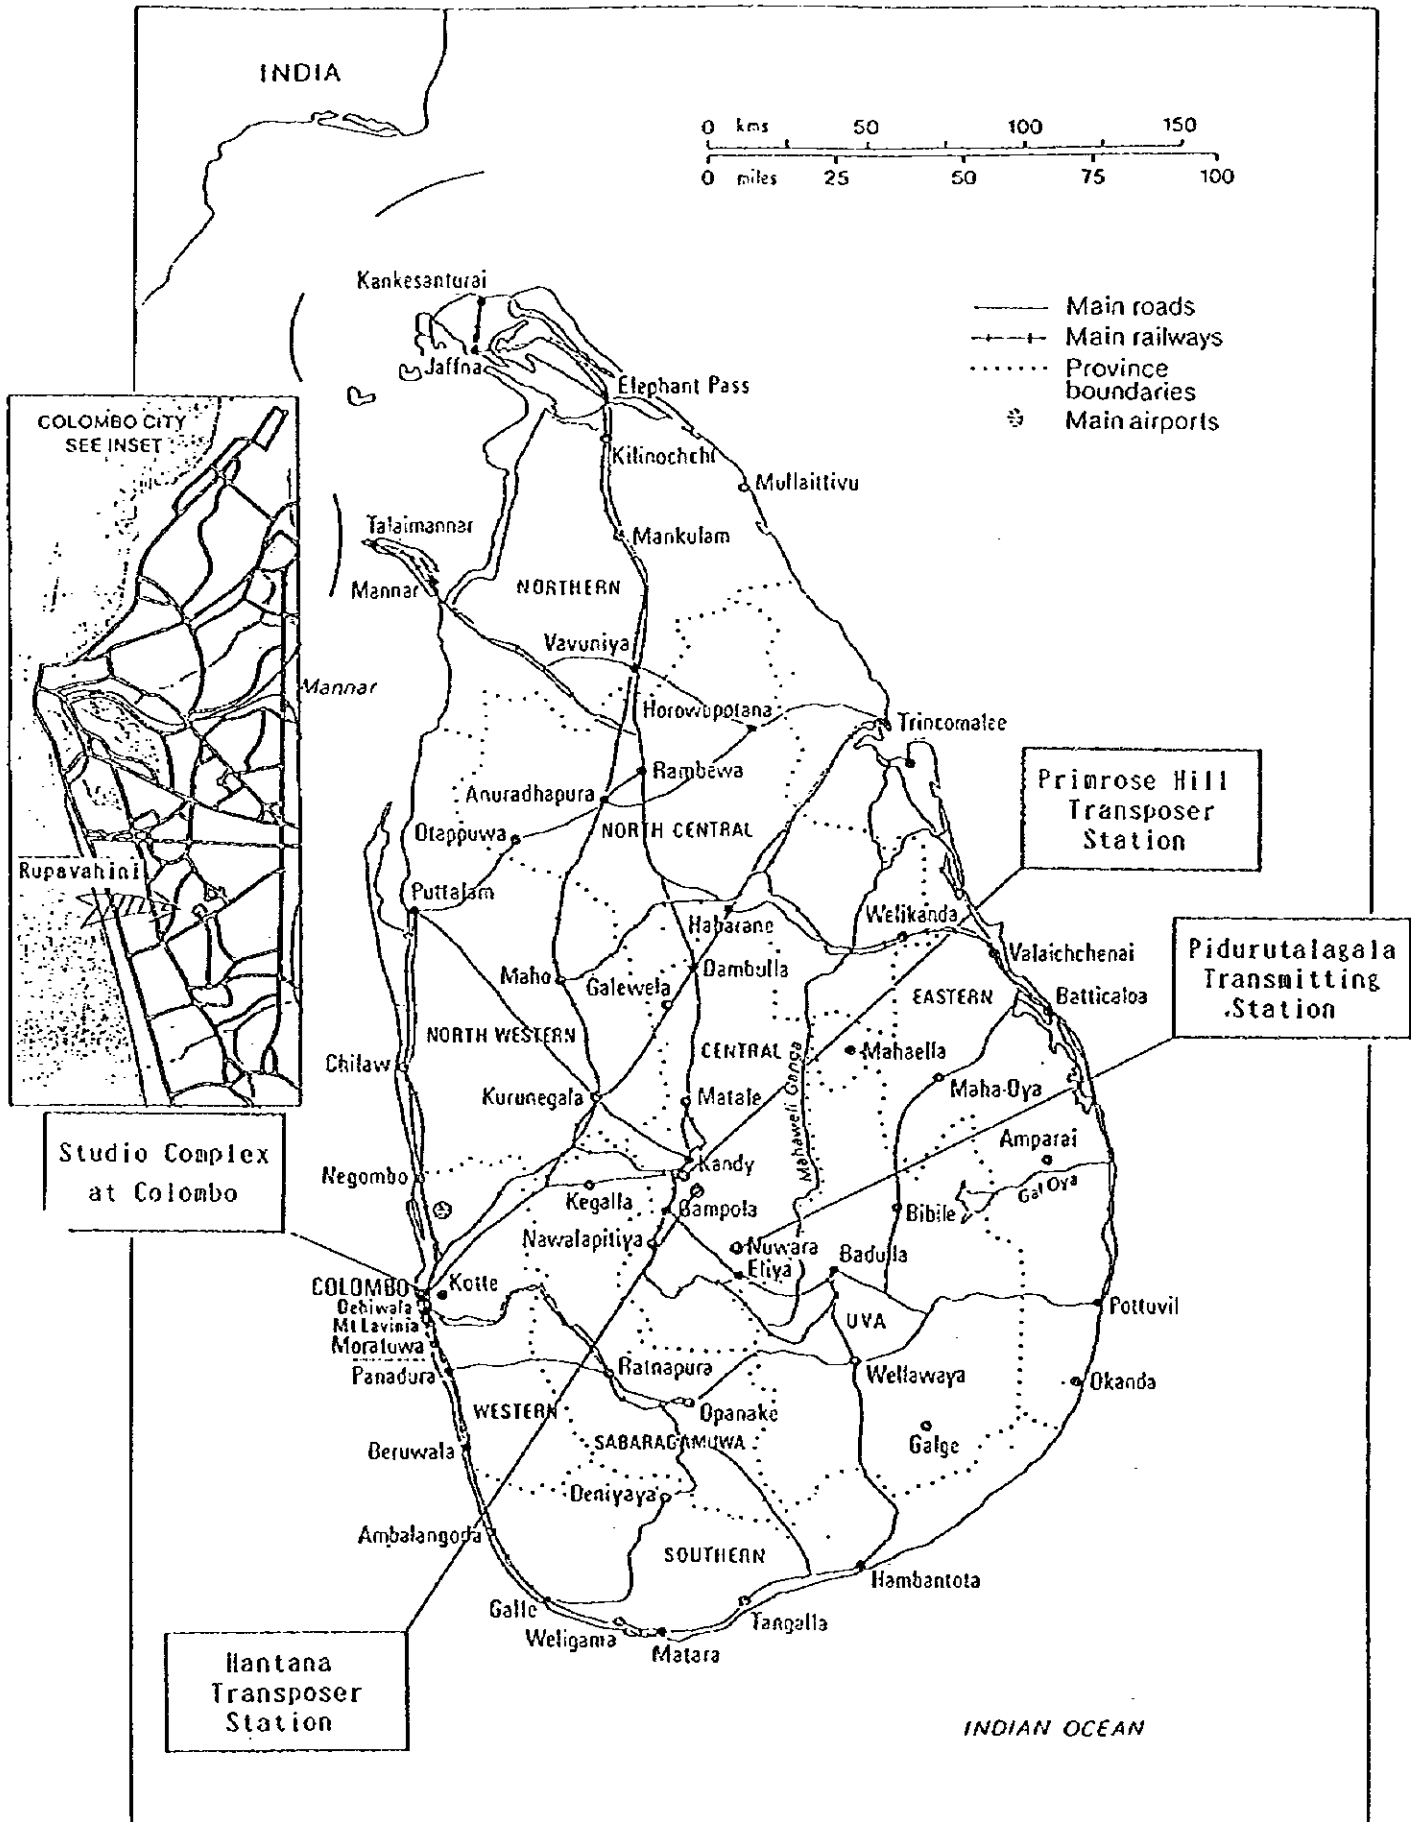 INDIA
0 kms 50 100 150
0 miles 25 50 75 100
Kankesanturai
Main roads
Main railways
Province
boundaries
Main airports
Jaffna
Elephant Pass
COLOMBO CITY
SEE INSET
Kilinochchi
Mullaittivu
Talaimannar
Mankulam
Mannar
NORTHERN
Vavuniya
Mannar
Horowupotana
Trincomalee
Rambewa
Primrose Hill
Transposer
Station
Anuradhapura
Otappuwa
NORTH CENTRAL
Rupavahini
Puttalam
Habarane
Welikanda
Valaichchenai
Pidurutalagala
Transmitting
Station
Maho
Galewela
Dambulla
EASTERN
Batticaloa
NORTH WESTERN
CENTRAL
Mahaweli Ganga
Mahaella
Chilaw
Maha-Oya
Kurunegala
Matale
Amparai
Studio Complex
at Colombo
Negombo
Kandy
Kegalla
Gampola
Gal Oya
Bibile
Nawalapitiya
Nuwara
Eliya
Badulla
COLOMBO
Kotte
Dehiwala
Mt Lavinia
Moratuwa
Pottuvil
UVA
Panadura
Ratnapura
Wellawaya
Okanda
WESTERN
Opanake
Beruwala
SABARAGAMUWA
Galge
Deniyaya
Ambalangoda
SOUTHERN
Hambantota
Galle
Weligama
Tangalla
Matara
Hantana
Transposer
Station
INDIAN OCEAN